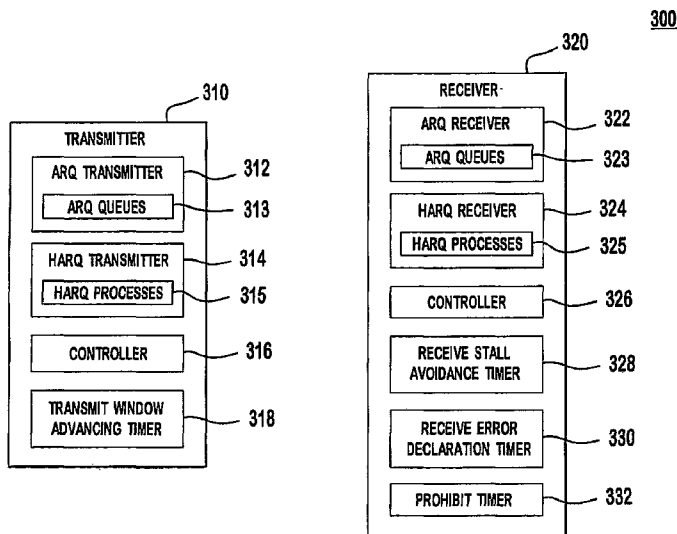 300
310
TRANSMITTER
ARQ TRANSMITTER
312
ARQ QUEUES
313
HARQ TRANSMITTER
314
HARQ PROCESSES
315
CONTROLLER
316
TRANSMIT WINDOW
ADVANCING TIMER
318
320
RECEIVER
ARQ RECEIVER
322
ARQ QUEUES
323
HARQ RECEIVER
324
HARQ PROCESSES
325
CONTROLLER
326
RECEIVE STALL
AVOIDANCE TIMER
328
RECEIVE ERROR
DECLARATION TIMER
330
PROHIBIT TIMER
332